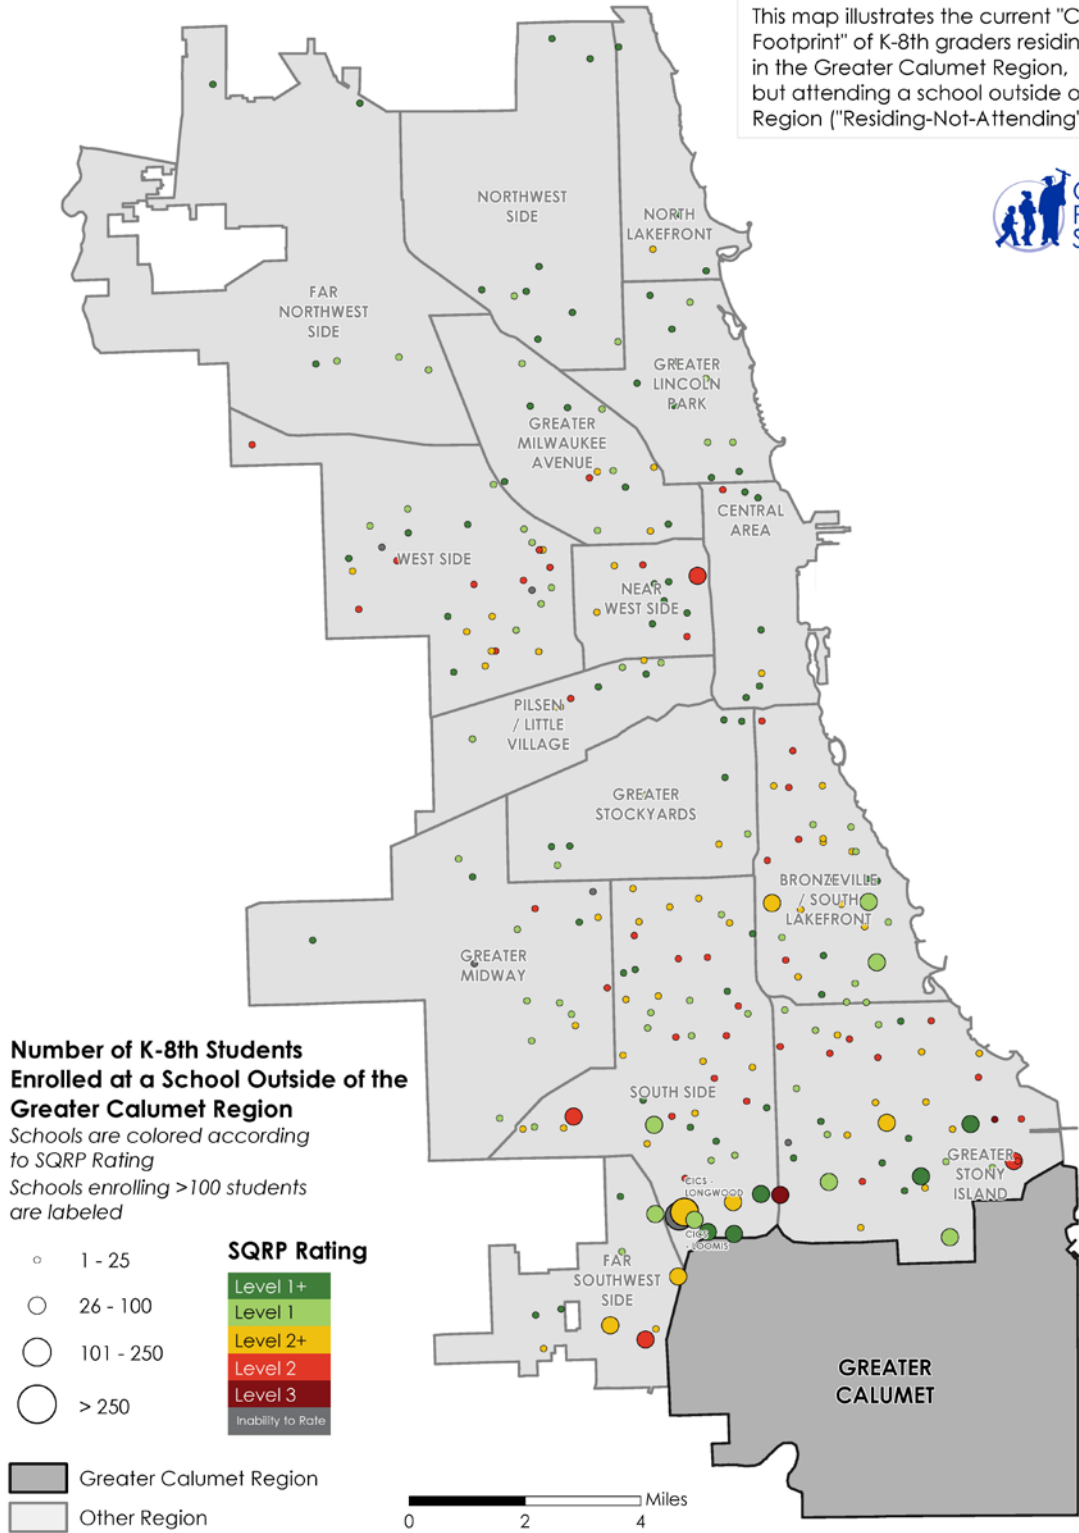 This map illustrates the current "C
Footprint" of K-8th graders residin
in the Greater Calumet Region,
but attending a school outside o
Region ("Residing-Not-Attending"
NORTHWEST
SIDE
NORTH
LAKEFRONT
FAR
NORTHWEST
SIDE
GREATER
LINCOLN
PARK
GREATER
MILWAUKEE
AVENUE
CENTRAL
AREA
WEST SIDE
NEAR
WEST SIDE
PILSEN
/ LITTLE
VILLAGE
GREATER
STOCKYARDS
BRONZEVILLE
/ SOUTH
LAKEFRONT
GREATER
MIDWAY
SOUTH SIDE
GREATER
STONY
ISLAND
CICS -
LONGWOOD
CICS
- LOOMIS
FAR
SOUTHWEST
SIDE
GREATER
CALUMET
Number of K-8th Students
Enrolled at a School Outside of the
Greater Calumet Region
Schools are colored according
to SQRP Rating
Schools enrolling >100 students
are labeled
1 - 25
26 - 100
101 - 250
> 250
SQRP Rating
Level 1+
Level 1
Level 2+
Level 2
Level 3
Inability to Rate
Greater Calumet Region
Other Region
Miles
0 2 4